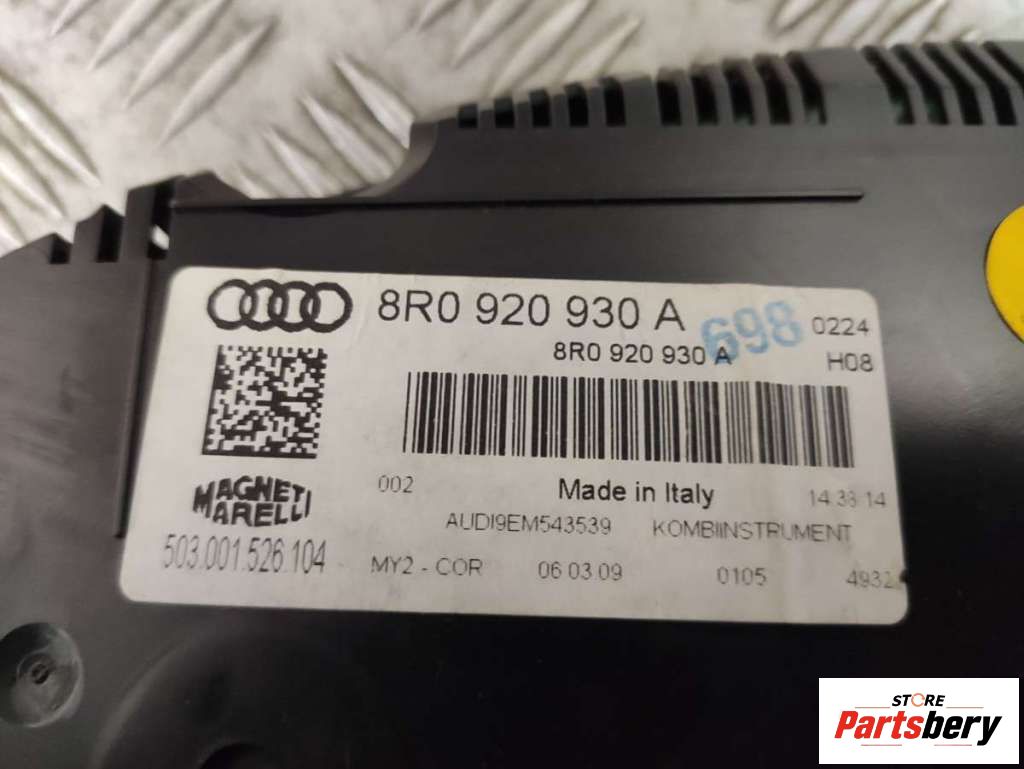 8R0 920 930 A
698
0224
8R0 920 930 A
H08
MAGNETI
MARELLI
002
Made in Italy
14:33:14
AUDI9EM543539 KOMBIINSTRUMENT
503.001.526.104
MY2 - COR 06.03.09 0105 4932
STORE
Partsbery